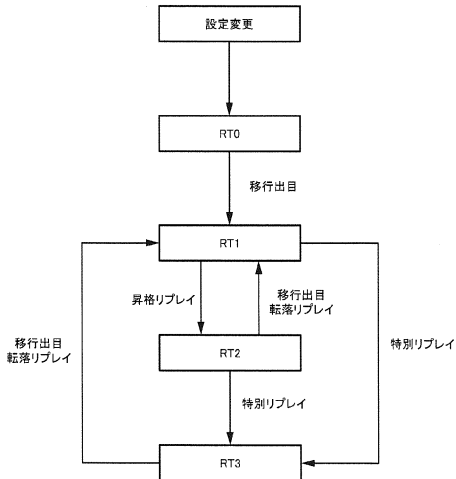 設定変更
RT0
移行出目
RT1
昇格リプレイ
移行出目
転落リプレイ
移行出目
転落リプレイ
特別リプレイ
RT2
特別リプレイ
RT3